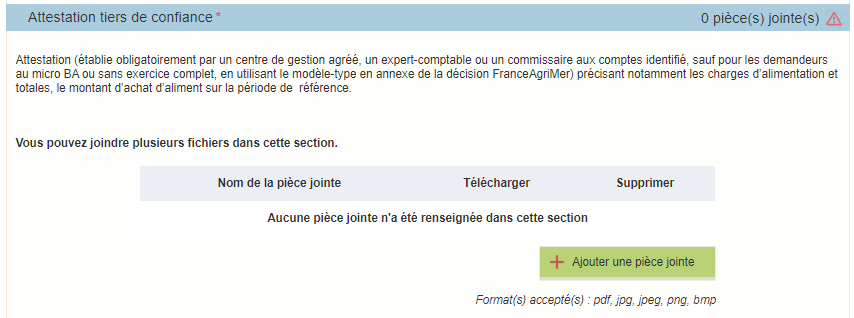 Attestation tiers de confiance *
0 pièce(s) jointe(s)
Attestation (établie obligatoirement par un centre de gestion agréé, un expert-comptable ou un commissaire aux comptes identifié, sauf pour les demandeurs
au micro BA ou sans exercice complet, en utilisant le modèle-type en annexe de la décision FranceAgriMer) précisant notamment les charges d'alimentation et
totales, le montant d'achat d'aliment sur la période de référence.
Vous pouvez joindre plusieurs fichiers dans cette section.
Nom de la pièce jointe Télécharger Supprimer
Aucune pièce jointe n'a été renseignée dans cette section
Ajouter une pièce jointe
Format(s) accepté(s) : pdf, jpg, jpeg, png, bmp